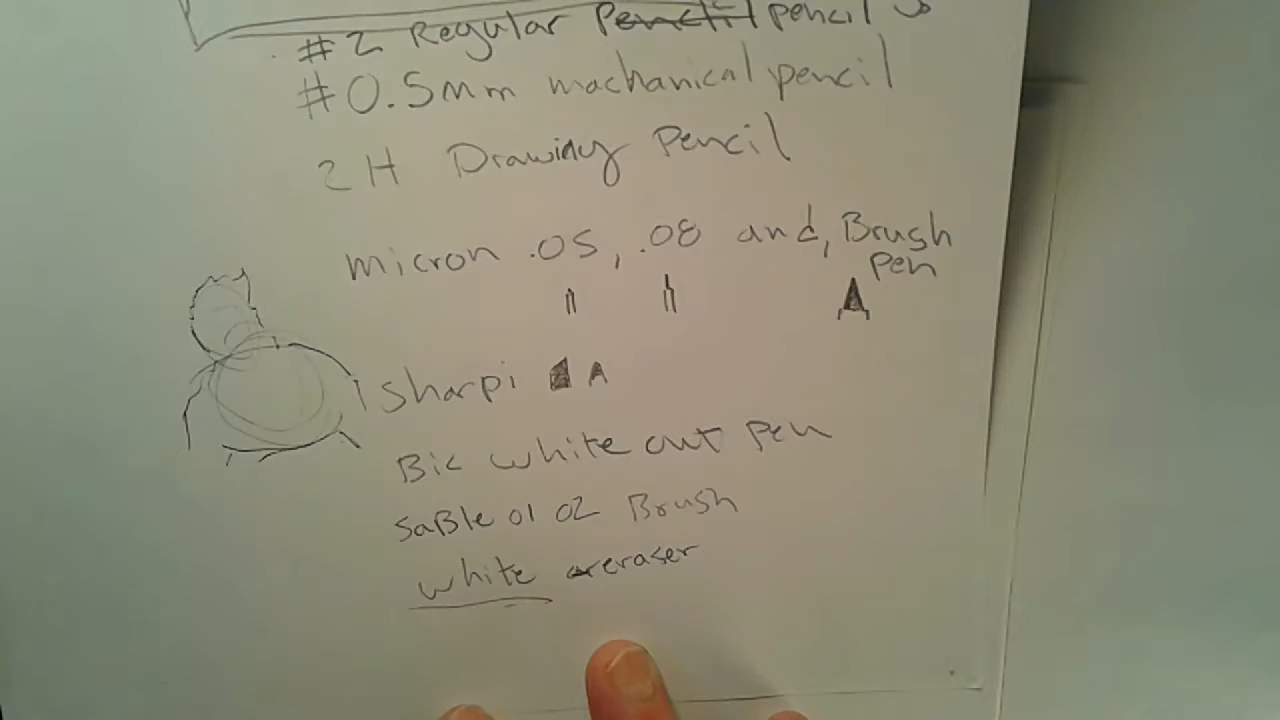 #2 Regular Penctil pencil
#0.5mm machanical pencil
2H Drawing Pencil
micron .05, .08 and, Brush
Pen
sharpi A
Bic white out Pen
SaBle 01 02 Brush
white eraser